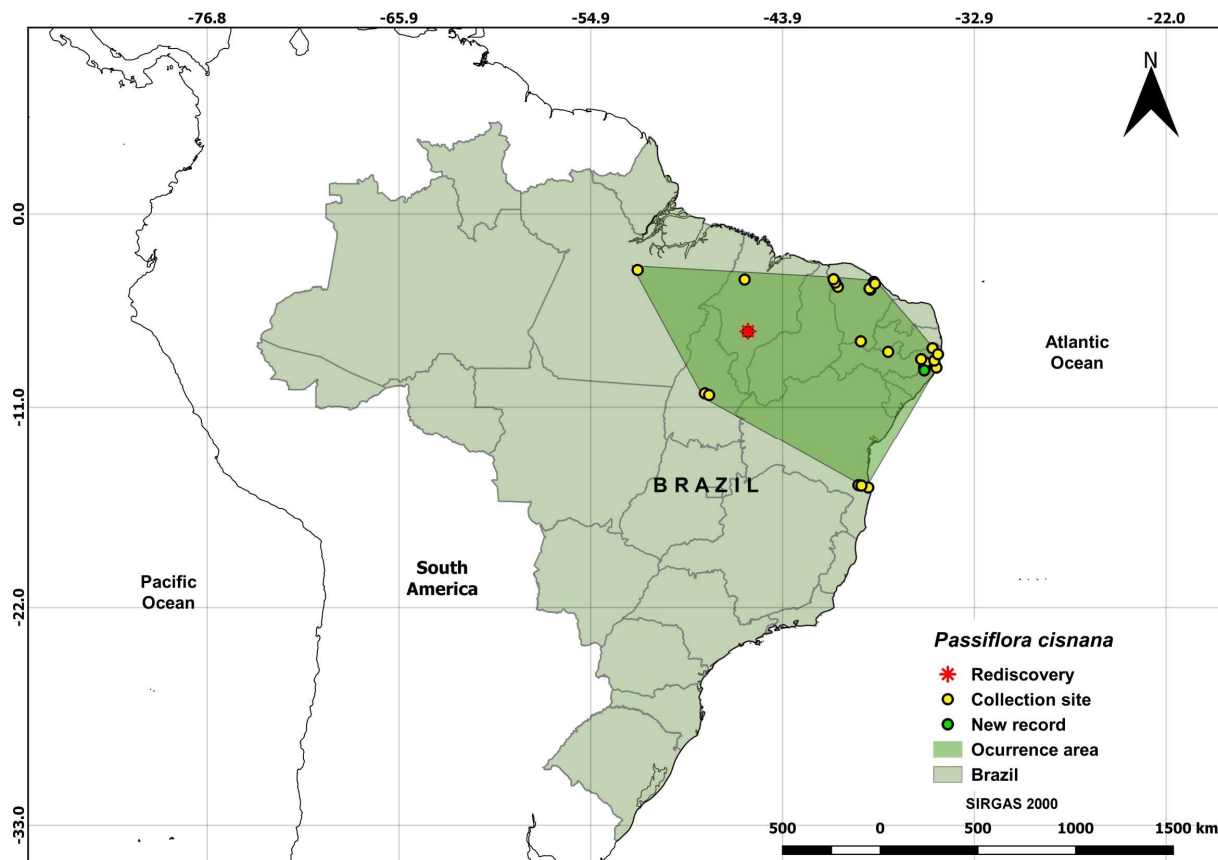 -76.8 -65.9 -54.9 -43.9 -32.9 -22.0
N
0.0
Atlantic
Ocean
-11.0
BRAZIL
South
America
Pacific
Ocean
-22.0
Passiflora cisnana
Rediscovery
Collection site
New record
Ocurrence area
Brazil
SIRGAS 2000
-33.0
500 0 500 1000 1500 km